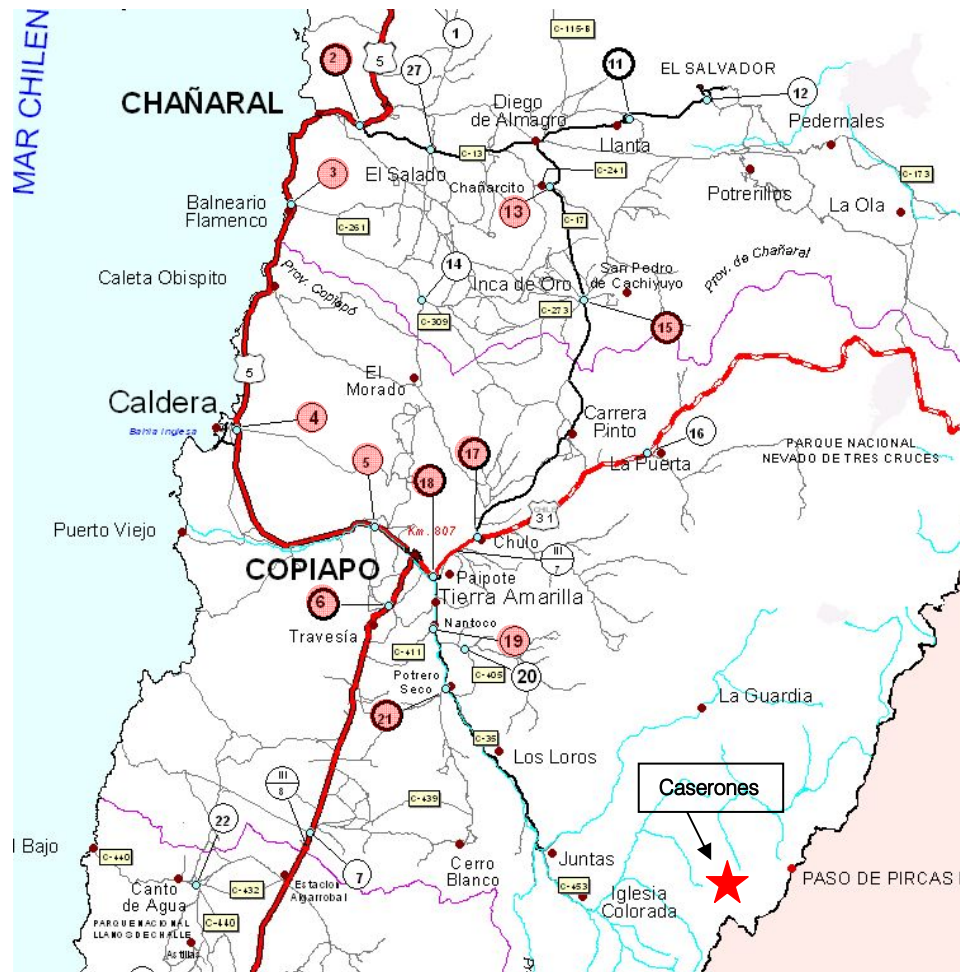 MAR CHILEN
1
C-115-B
2
5
27
11
EL SALVADOR
12
CHAÑARAL
Diego
de Almagro
Llanta
Pedernales
C-13
C-241
C-173
3
El Salado
Chañarcito
Potrerillos
Balneario
Flamenco
13
C-17
La Ola
C-261
14
Caleta Obispito
Prov. Copiapó
Inca de Oro
San Pedro
de Cachiyuyo
Prov. de Chañaral
C-309
C-273
15
5
El
Morado
Caldera
Bahia Inglesa
4
Carrera
Pinto
5
18
17
16
La Puerta
PARQUE NACIONAL
NEVADO DE TRES CRUCES
Puerto Viejo
Km. 807
CHILE
31
Chulo
III
7
COPIAPO
Paipote
Tierra Amarilla
6
Travesía
Nantoco
19
C-411
C-405
20
Potrero
Seco
21
La Guardia
C-35
Los Loros
Caserones
III
8
C-439
22
l Bajo
C-440
7
Cerro
Blanco
Juntas
Canto
de Agua
C-432
Estacion
Algarrobal
C-453
Iglesia
Colorada
PASO DE PIRCAS
PARQUE NACIONAL
LLANOS DE CHALLE
C-440
Astillas